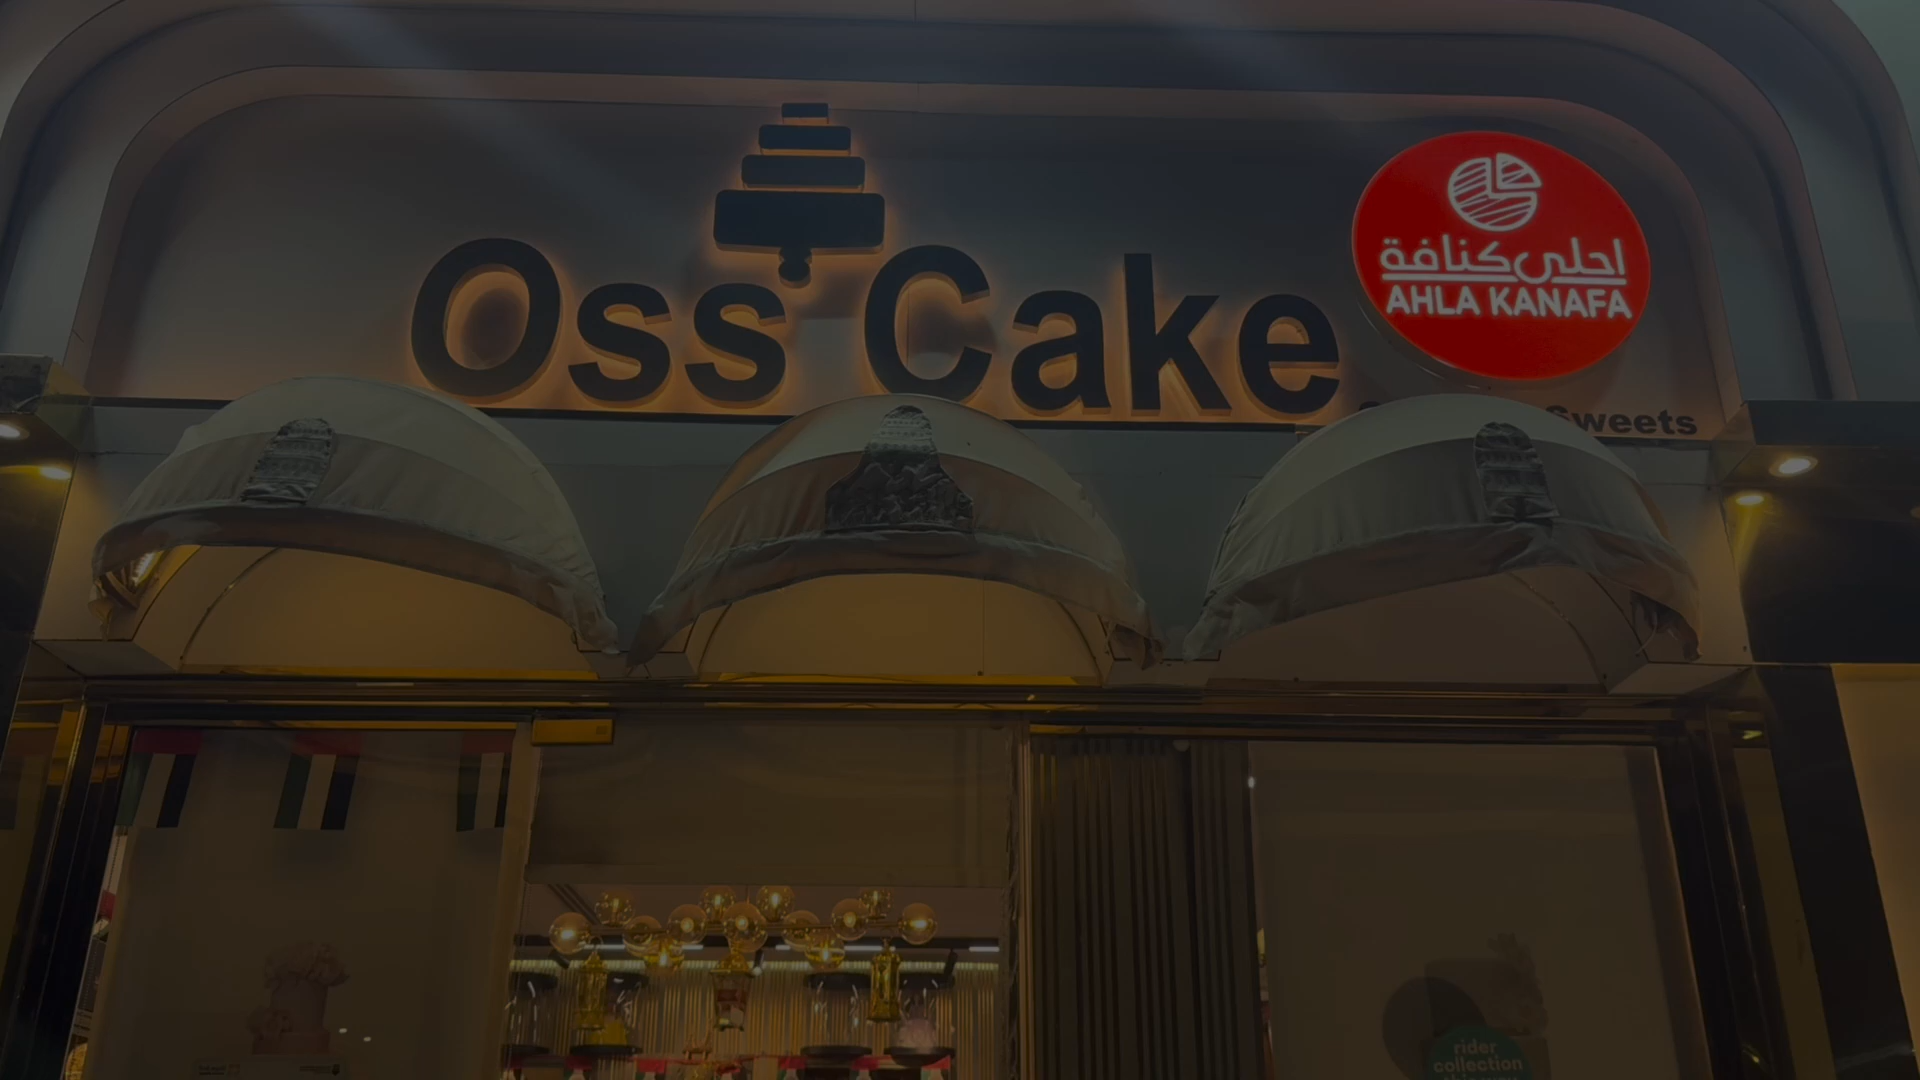 Oss Cake
احلى كنافة
AHLA KANAFA
Sweets
rider
collection